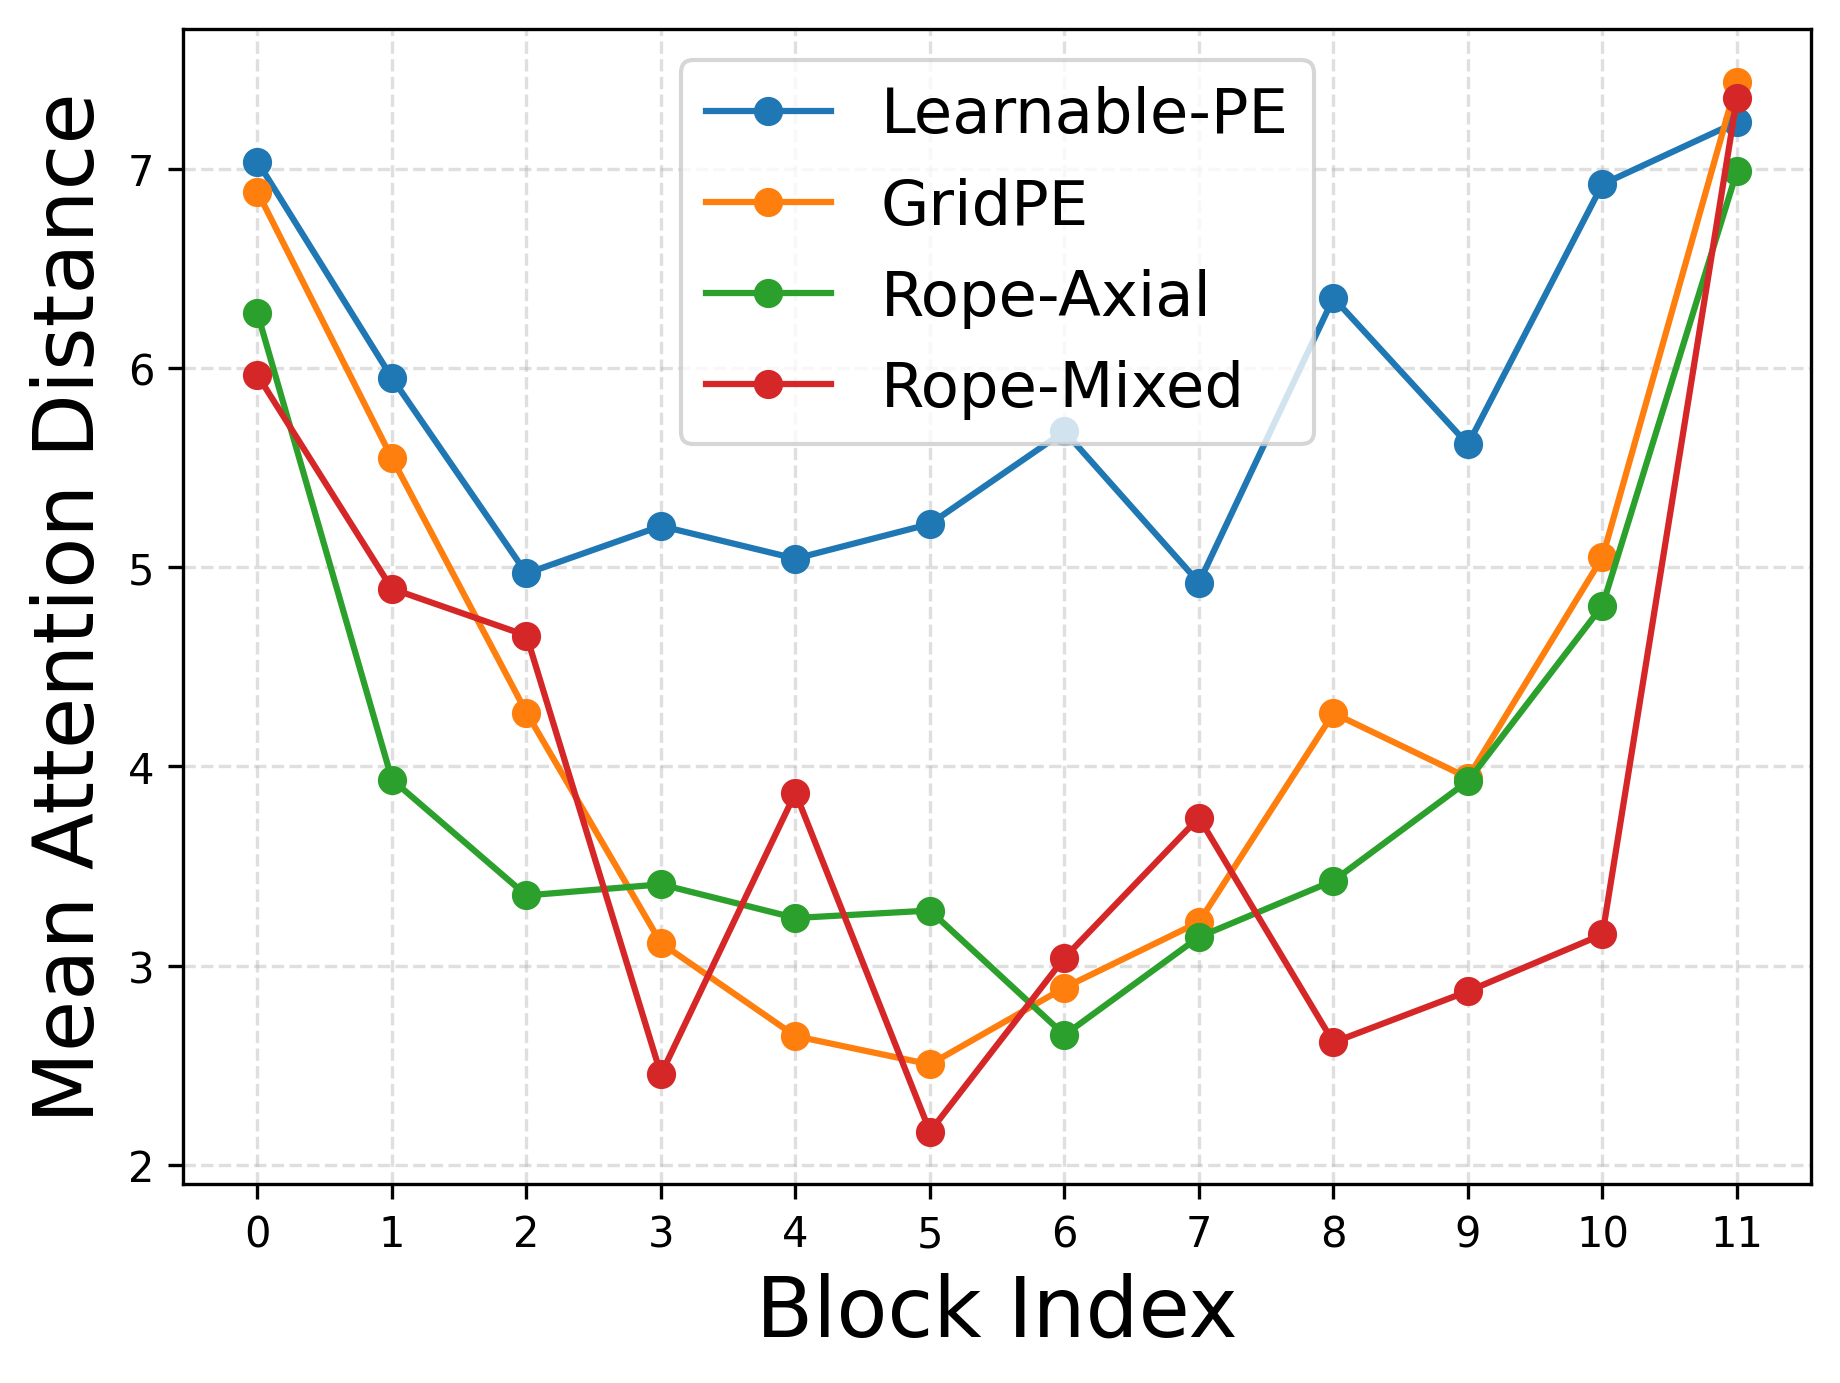 Mean Attention Distance
7
6
5
4
3
2
Learnable-PE
GridPE
Rope-Axial
Rope-Mixed
0 1 2 3 4 5 6 7 8 9 10 11
Block Index